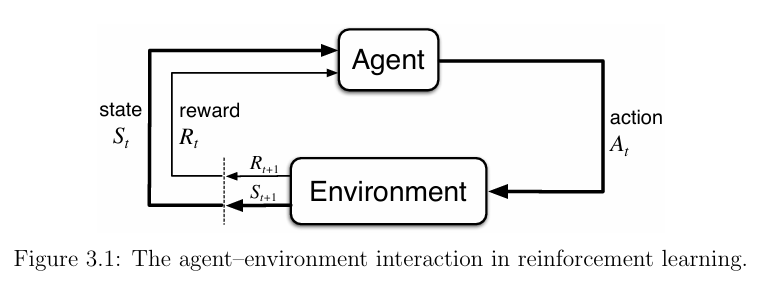 Agent
state
S_t
reward
R_t
action
A_t
R_{t+1}
S_{t+1}
Environment
Figure 3.1: The agent–environment interaction in reinforcement learning.